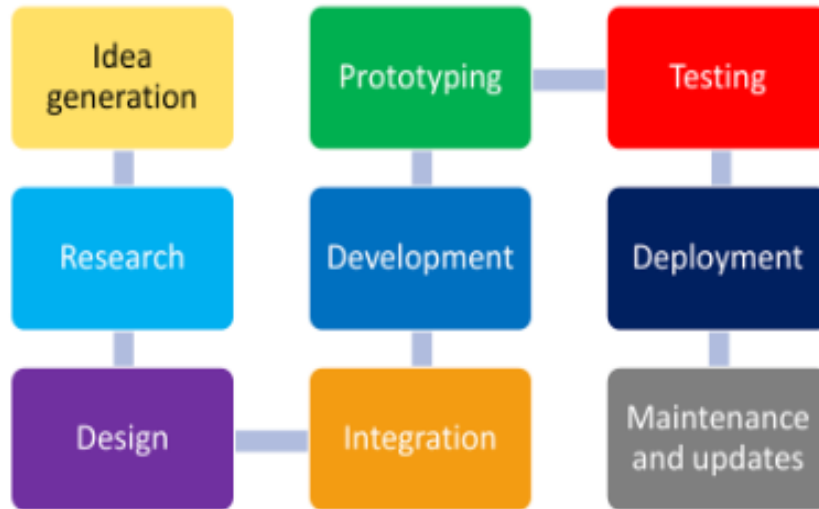 Idea
generation
Research
Design
Integration
Development
Prototyping
Testing
Deployment
Maintenance
and updates